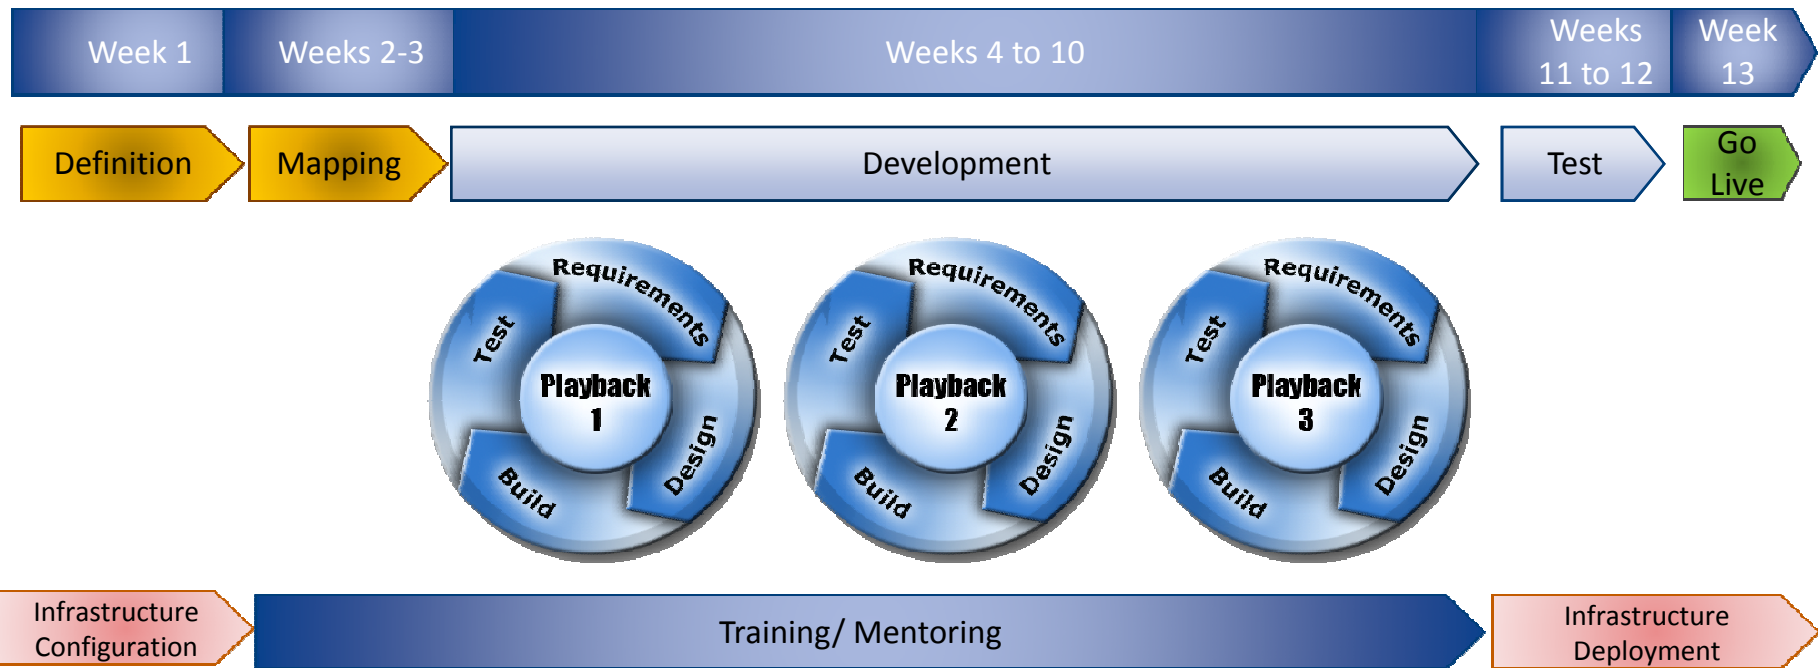 Week 1
Weeks 2-3
Weeks 4 to 10
Weeks
11 to 12
Week
13
Definition
Mapping
Development
Test
Go
Live
Requirements
Design
Build
Test
Playback
1
Requirements
Design
Build
Test
Playback
2
Requirements
Design
Build
Test
Playback
3
Infrastructure
Configuration
Training/ Mentoring
Infrastructure
Deployment